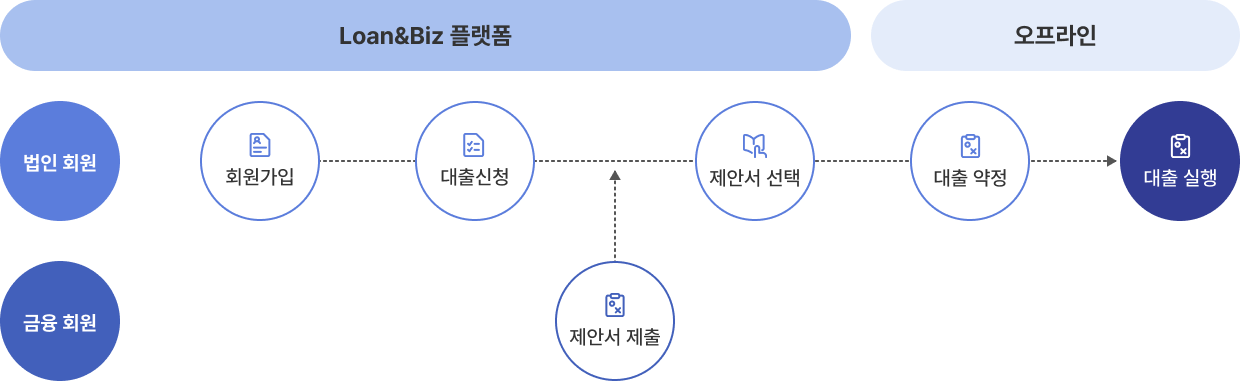 Loan&Biz 플랫폼
오프라인
법인 회원
회원가입
대출신청
제안서 선택
대출 약정
대출 실행
금융 회원
제안서 제출